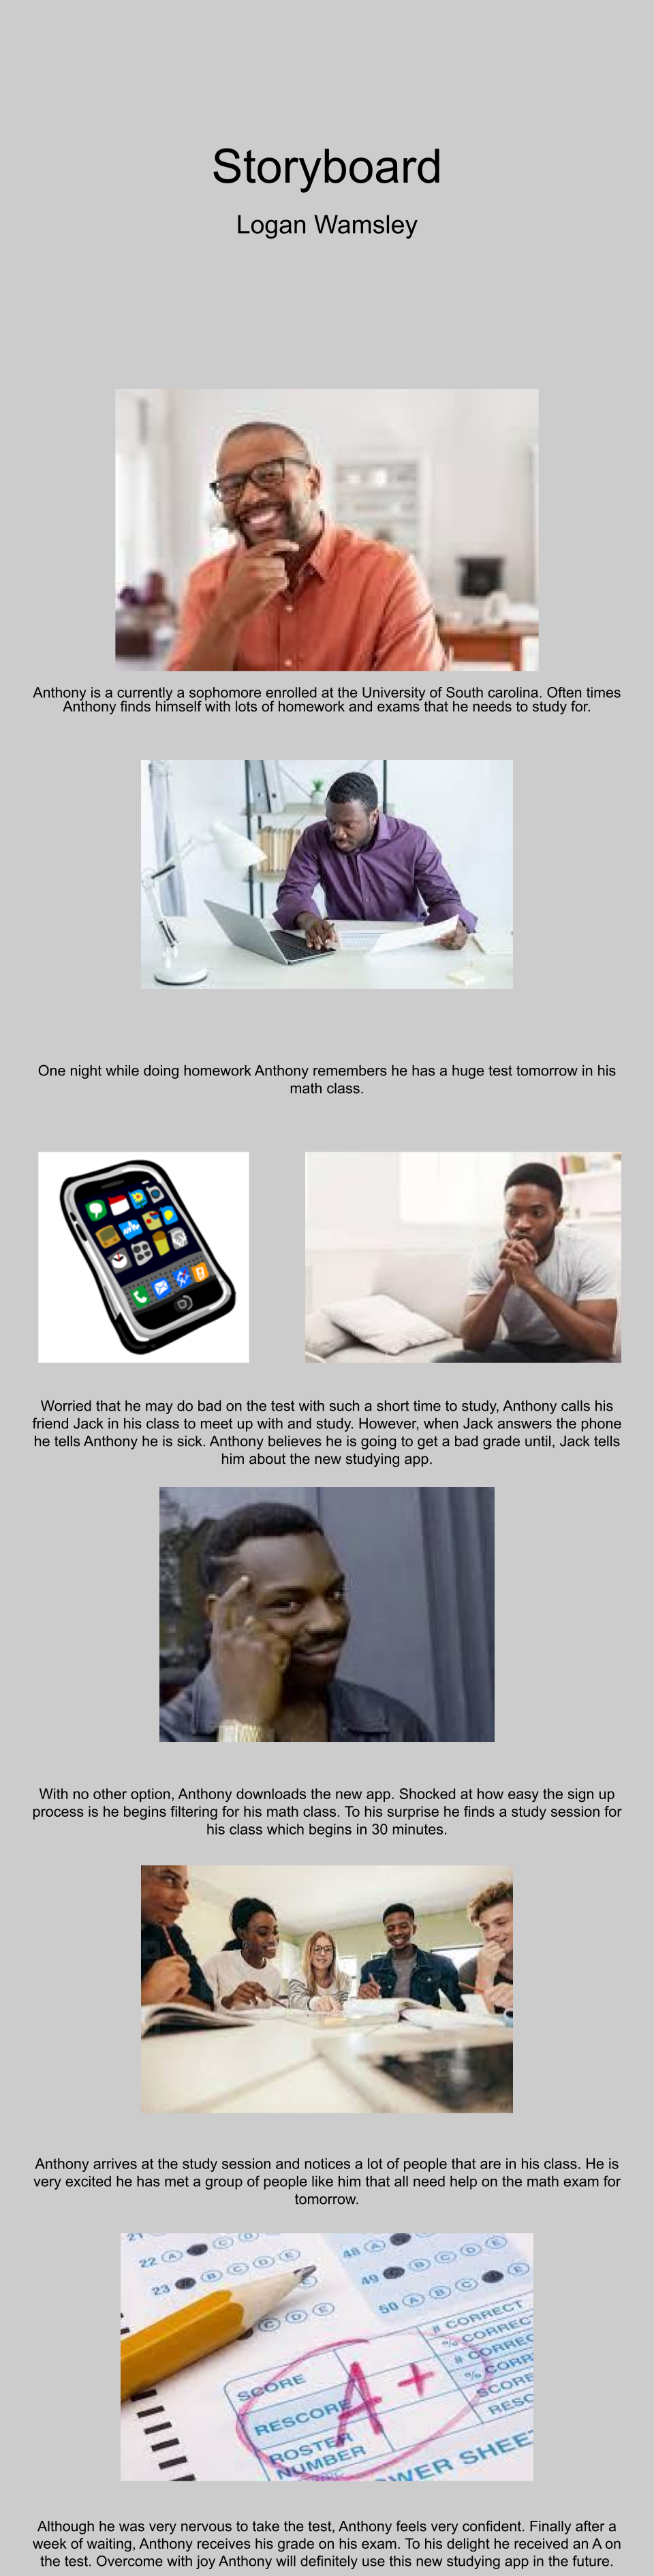 Storyboard
Logan Wamsley
Anthony is a currently a sophomore enrolled at the University of South carolina. Often times
Anthony finds himself with lots of homework and exams that he needs to study for.
One night while doing homework Anthony remembers he has a huge test tomorrow in his
math class.
Worried that he may do bad on the test with such a short time to study, Anthony calls his
friend Jack in his class to meet up with and study. However, when Jack answers the phone
he tells Anthony he is sick. Anthony believes he is going to get a bad grade until, Jack tells
him about the new studying app.
With no other option, Anthony downloads the new app. Shocked at how easy the sign up
process is he begins filtering for his math class. To his surprise he finds a study session for
his class which begins in 30 minutes.
Anthony arrives at the study session and notices a lot of people that are in his class. He is
very excited he has met a group of people like him that all need help on the math exam for
tomorrow.
21 C D E
22 A C D E
23 B C D E
C D E
48 A C D E
49 B C D E
50 A B C E
SCORE
RESCORE
ROSTER
NUMBER
A+
# CORRECT
% CORREC
# CORREC
% CORR
SCORE
RESC
WER SHEE
Although he was very nervous to take the test, Anthony feels very confident. Finally after a
week of waiting, Anthony receives his grade on his exam. To his delight he received an A on
the test. Overcome with joy Anthony will definitely use this new studying app in the future.